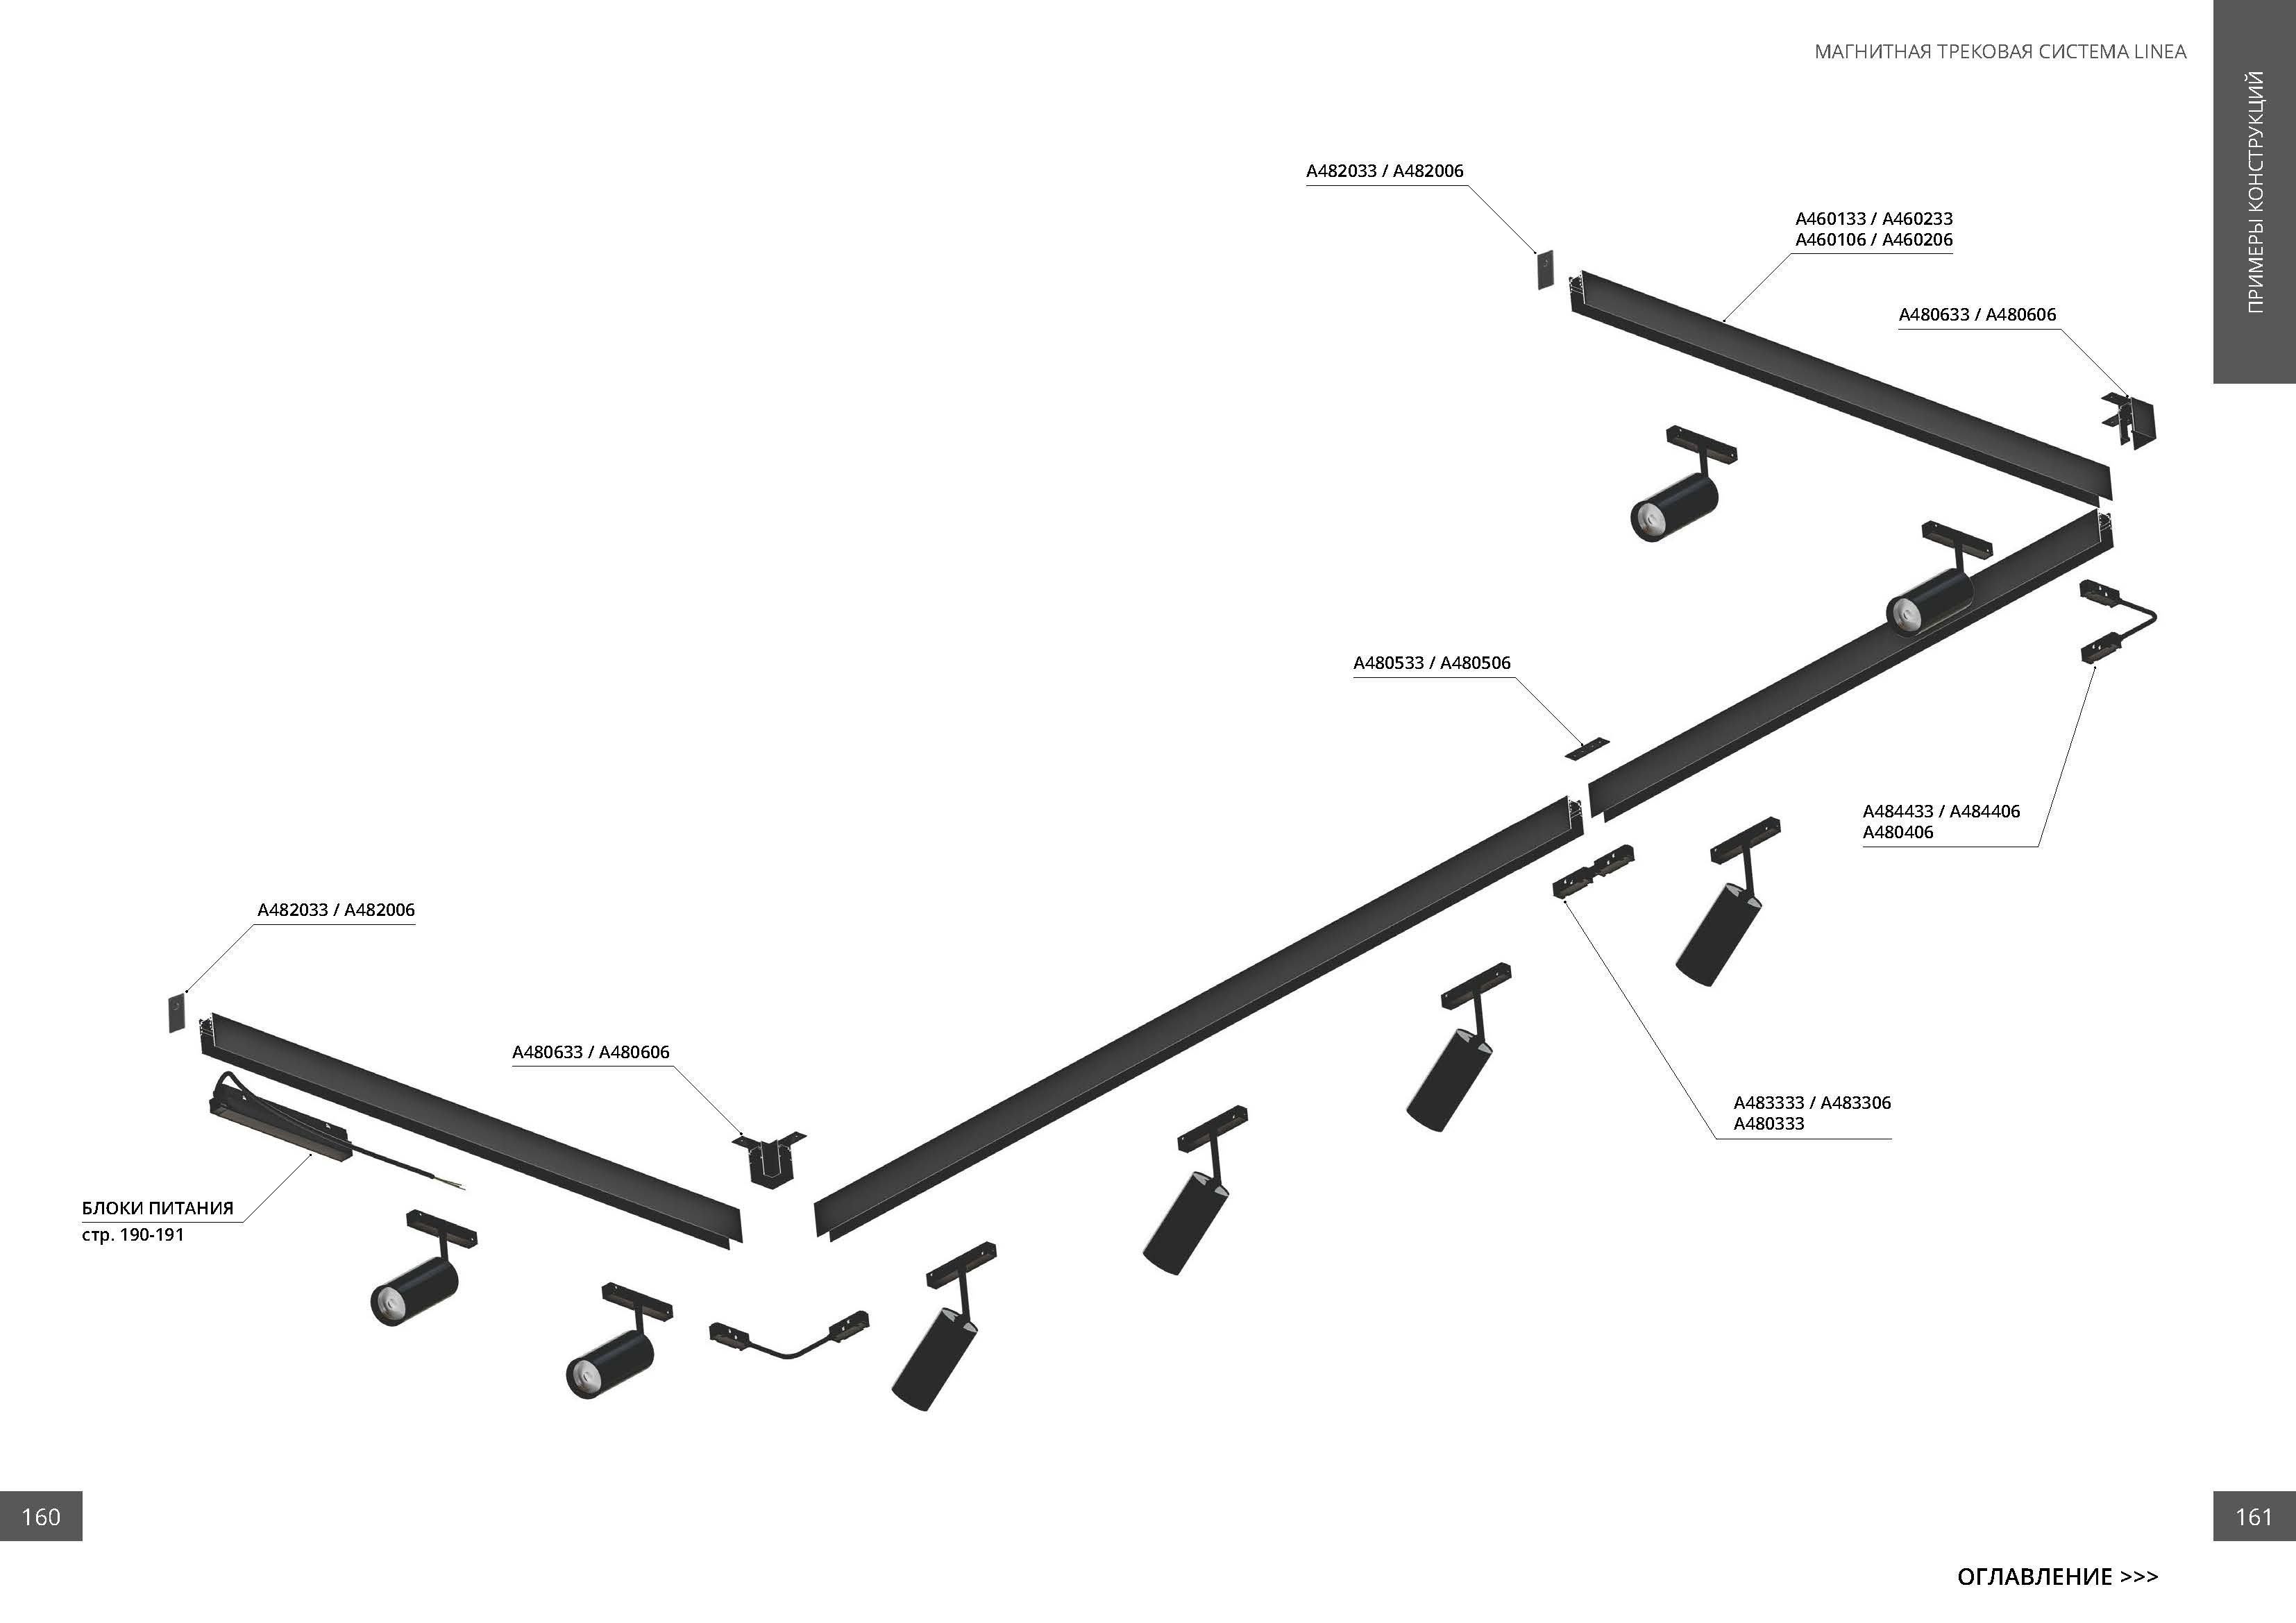 МАГНИТНАЯ ТРЕКОВАЯ СИСТЕМА LINEA
ПРИМЕРЫ КОНСТРУКЦИЙ
A482033 / A482006
A460133 / A460233
A460106 / A460206
A480633 / A480606
A480533 / A480506
A484433 / A484406
A480406
A482033 / A482006
A480633 / A480606
A483333 / A483306
A480333
БЛОКИ ПИТАНИЯ
стр. 190-191
160
161
ОГЛАВЛЕНИЕ >>>